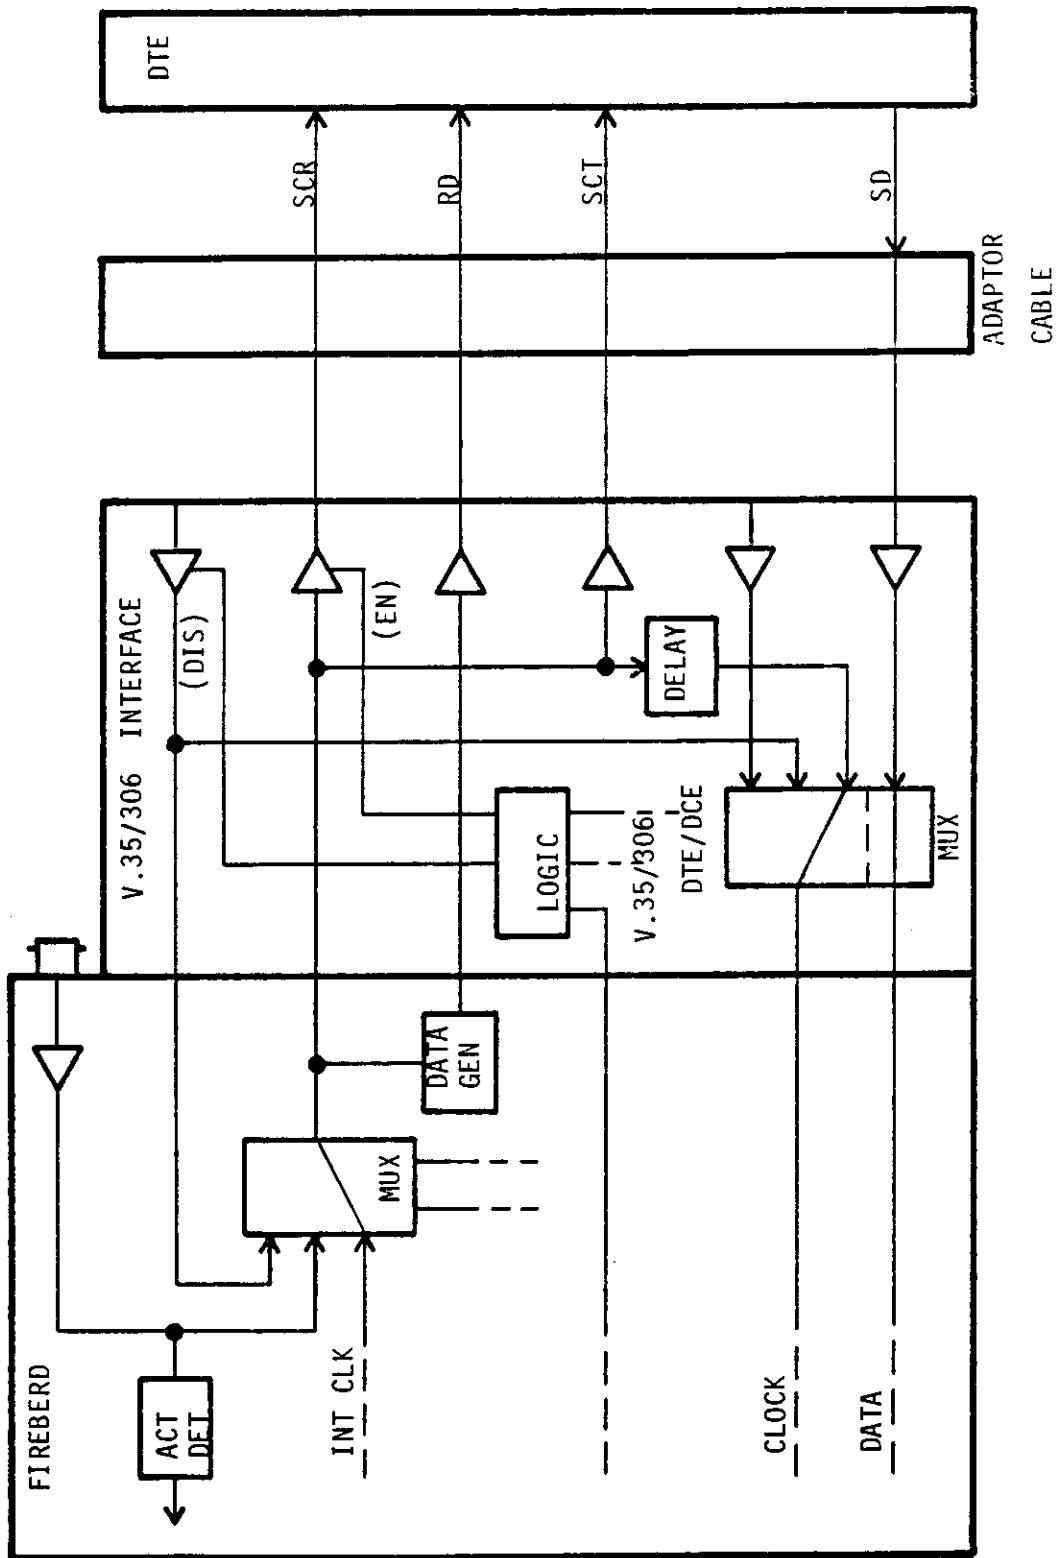 FIREBERD
ACT
DET
INT CLK
MUX
DATA
GEN
CLOCK
DATA
V.35/306 INTERFACE
(DIS)
(EN)
LOGIC
V.35/306
DTE/DCE
DELAY
MUX
ADAPTOR
CABLE
SCR
RD
SCT
SD
DTE